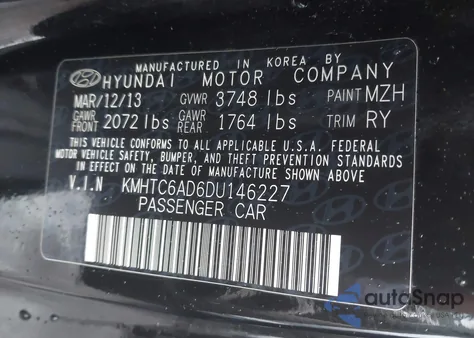 MANUFACTURED IN KOREA BY
HYUNDAI MOTOR COMPANY
MAR/12/13 GVWR 3748 lbs PAINT MZH
GAWR FRONT 2072 lbs GAWR REAR 1764 lbs TRIM RY
THIS VEHICLE CONFORMS TO ALL APPLICABLE U.S.A. FEDERAL
MOTOR VEHICLE SAFETY, BUMPER, AND THEFT PREVENTION STANDARDS
IN EFFECT ON THE DATE OF MANUFACTURE SHOWN ABOVE.
V.I.N KMHTC6AD6DU146227
PASSENGER CAR
autoSnap